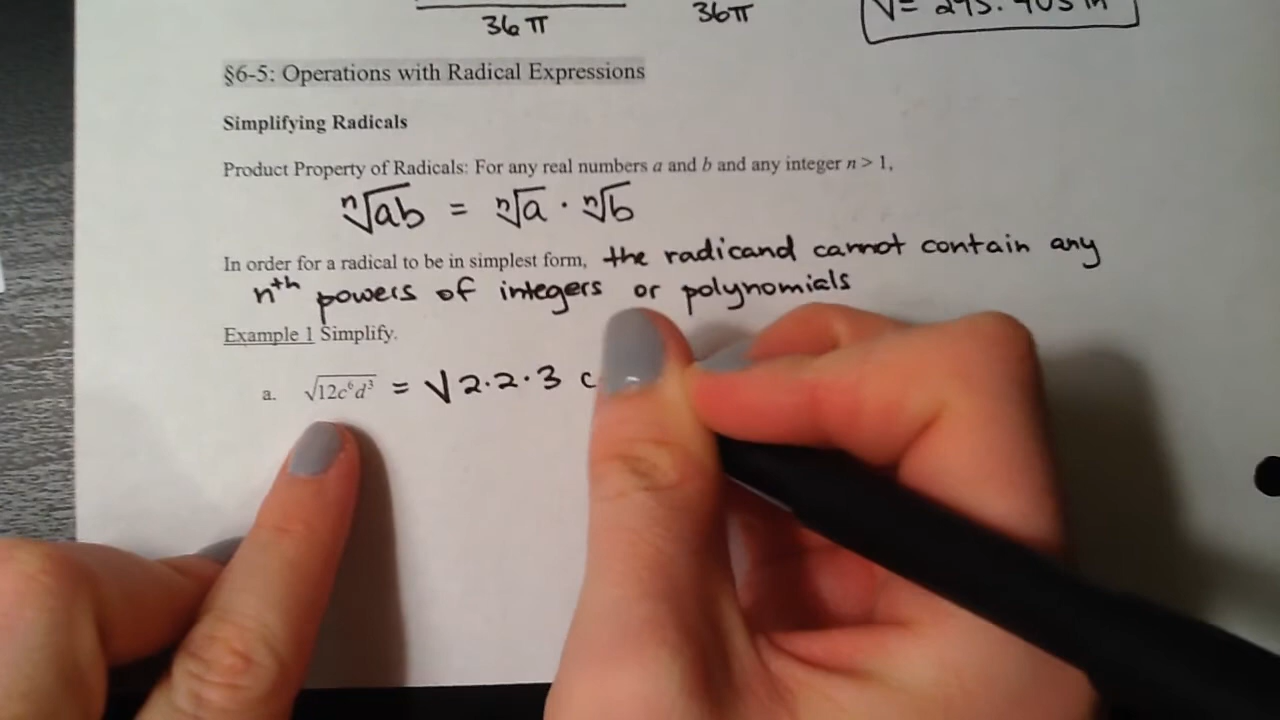 36π 36π
§6-5: Operations with Radical Expressions
Simplifying Radicals
Product Property of Radicals: For any real numbers a and b and any integer n > 1,
ⁿ√ab = ⁿ√a · ⁿ√b
In order for a radical to be in simplest form, the radicand cannot contain any
nᵗʰ powers of integers or polynomials
Example 1 Simplify.
a. √12c⁶d³ = √2·2·3 c